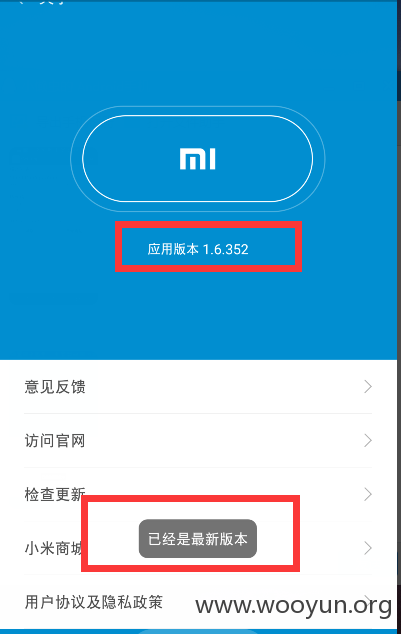 mi
应用版本 1.6.352
意见反馈
访问官网
检查更新
已经是最新版本
小米商城
用户协议及隐私政策
www.wooyun.org